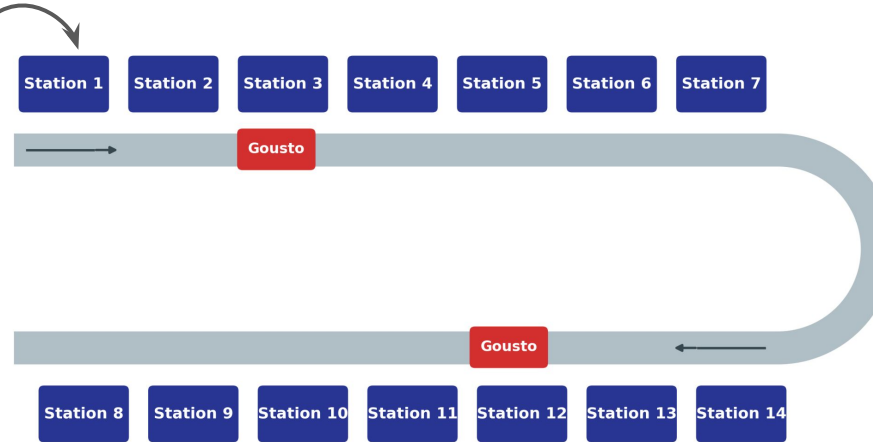 Station 1
Station 2
Station 3
Station 4
Station 5
Station 6
Station 7
Gousto
Gousto
Station 8
Station 9
Station 10
Station 11
Station 12
Station 13
Station 14